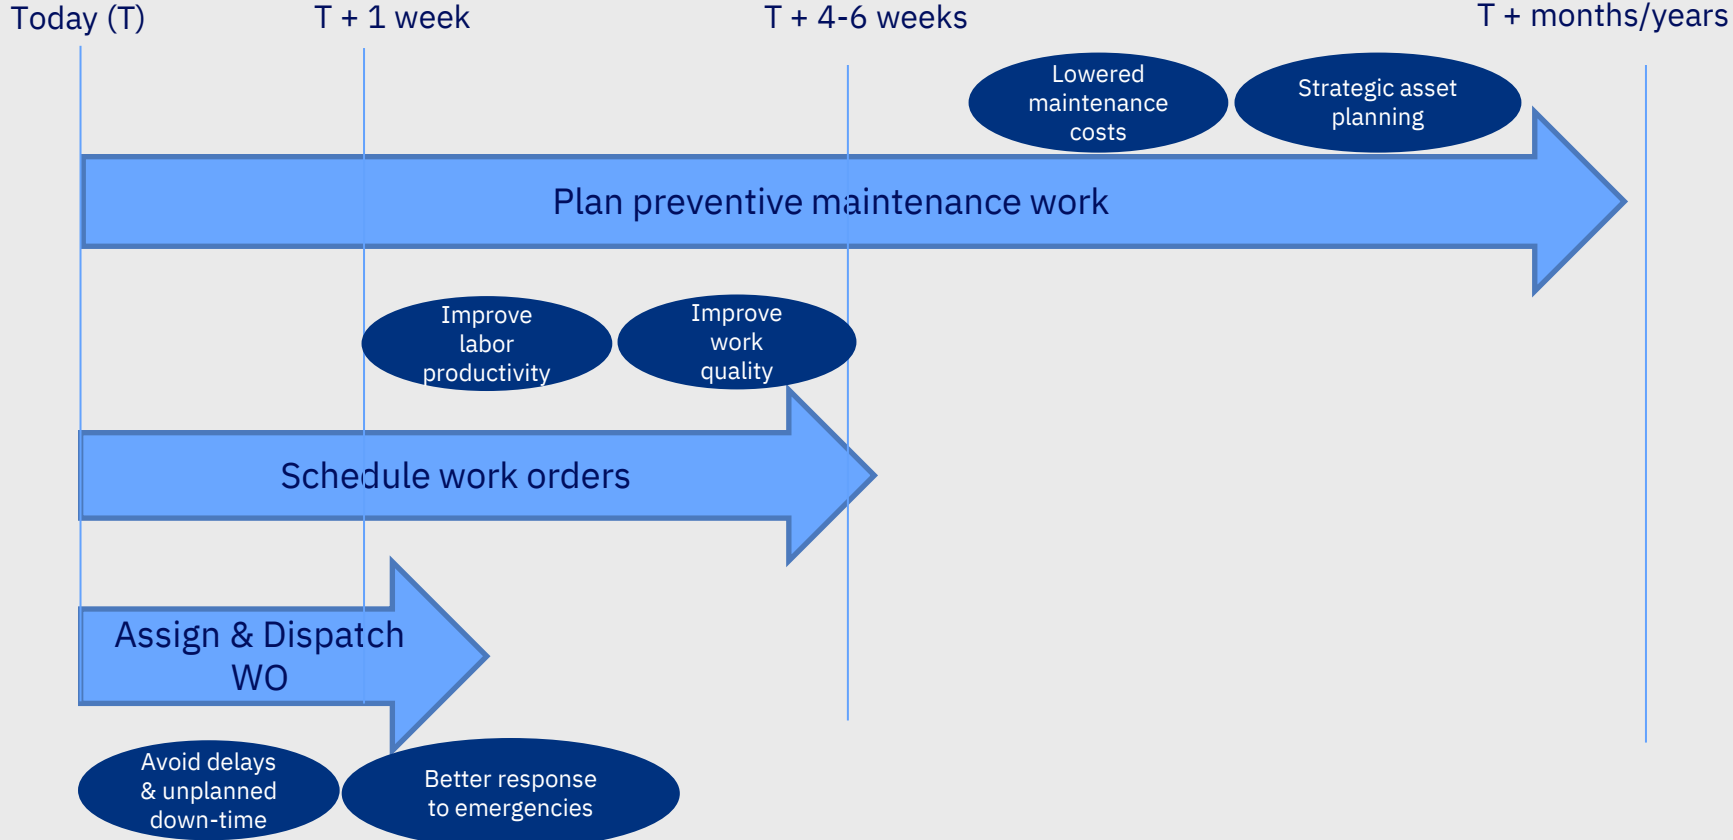 Today (T)
T + 1 week
T + 4-6 weeks
T + months/years
Lowered
maintenance
costs
Strategic asset
planning
Plan preventive maintenance work
Improve
labor
productivity
Improve
work
quality
Schedule work orders
Assign & Dispatch
WO
Avoid delays
& unplanned
down-time
Better response
to emergencies